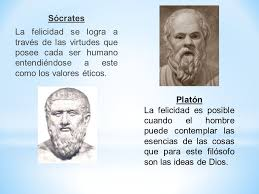 Sócrates
La felicidad se logra a
través de las virtudes que
posee cada ser humano
entendiéndose a este
como los valores éticos.
Platón
La felicidad es posible
cuando el hombre
puede contemplar las
esencias de las cosas
que para este filósofo
son las ideas de Dios.